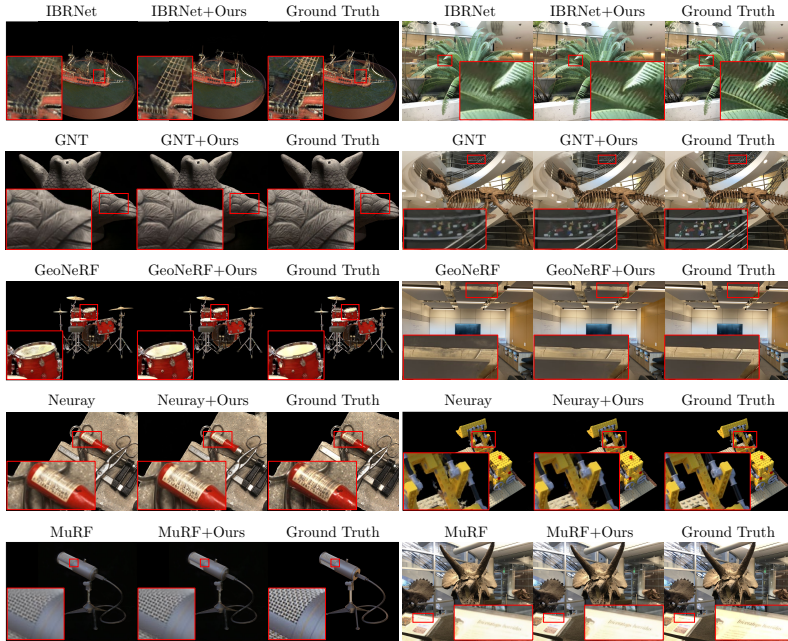 IBRNet IBRNet+Ours Ground Truth IBRNet IBRNet+Ours Ground Truth
GNT GNT+Ours Ground Truth GNT GNT+Ours Ground Truth
GeoNeRF GeoNeRF+Ours Ground Truth GeoNeRF GeoNeRF+Ours Ground Truth
Neuray Neuray+Ours Ground Truth Neuray Neuray+Ours Ground Truth
MuRF MuRF+Ours Ground Truth MuRF MuRF+Ours Ground Truth